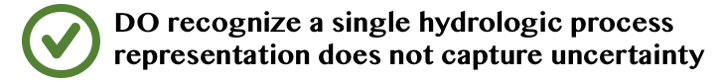 DO recognize a single hydrologic process
representation does not capture uncertainty